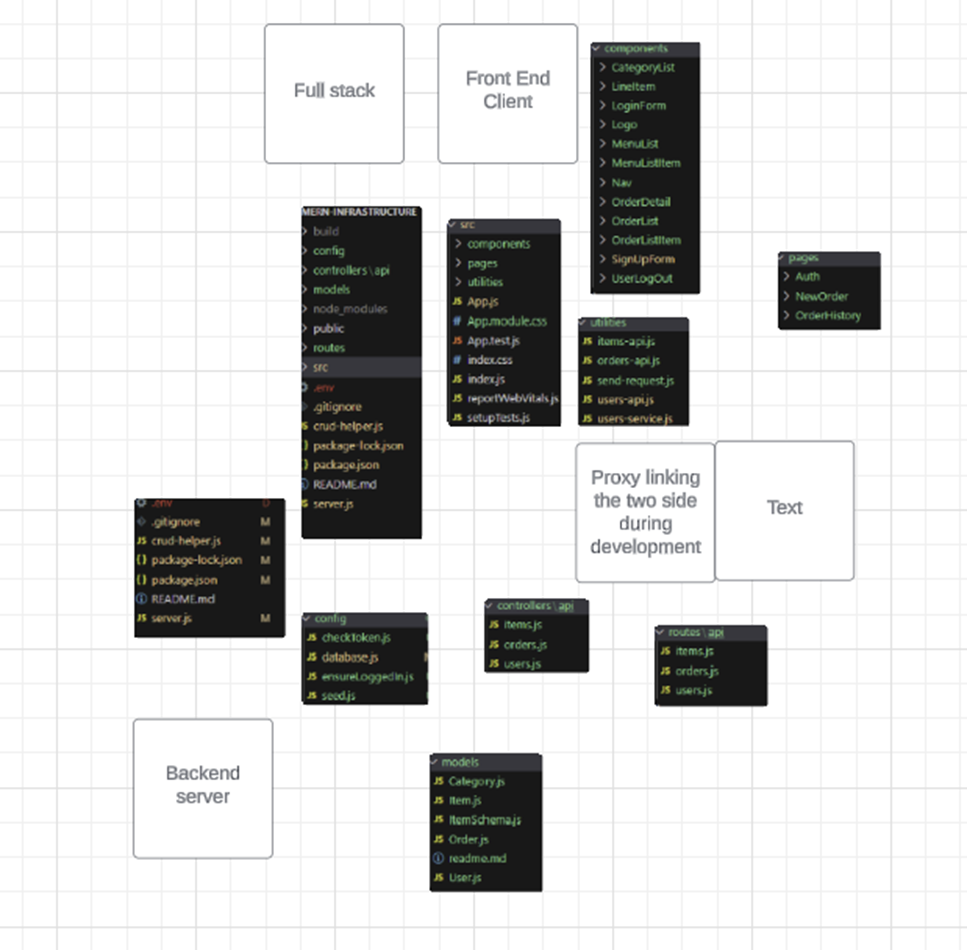 Full stack
Front End
Client
components
CategoryList
LineItem
LoginForm
Logo
MenuList
MenuListItem
Nav
OrderDetail
OrderList
OrderListItem
SignUpForm
UserLogOut
MERN-INFRASTRUCTURE
build
config
controllers\api
models
node_modules
public
routes
src
.env
.gitignore
crud-helper.js
package-lock.json
package.json
README.md
server.js
src
components
pages
utilities
App.js
App.module.css
App.test.js
index.css
index.js
reportWebVitals.js
setupTests.js
pages
Auth
NewOrder
OrderHistory
utilities
items-api.js
orders-api.js
send-request.js
users-api.js
users-service.js
Proxy linking
the two side
during
development
Text
.env
.gitignore M
crud-helper.js M
package-lock.json M
package.json M
README.md
server.js M
config
checkToken.js
database.js
ensureLoggedIn.js
seed.js
controllers\api
items.js
orders.js
users.js
routes\api
items.js
orders.js
users.js
Backend
server
models
Category.js
Item.js
ItemSchema.js
Order.js
readme.md
User.js